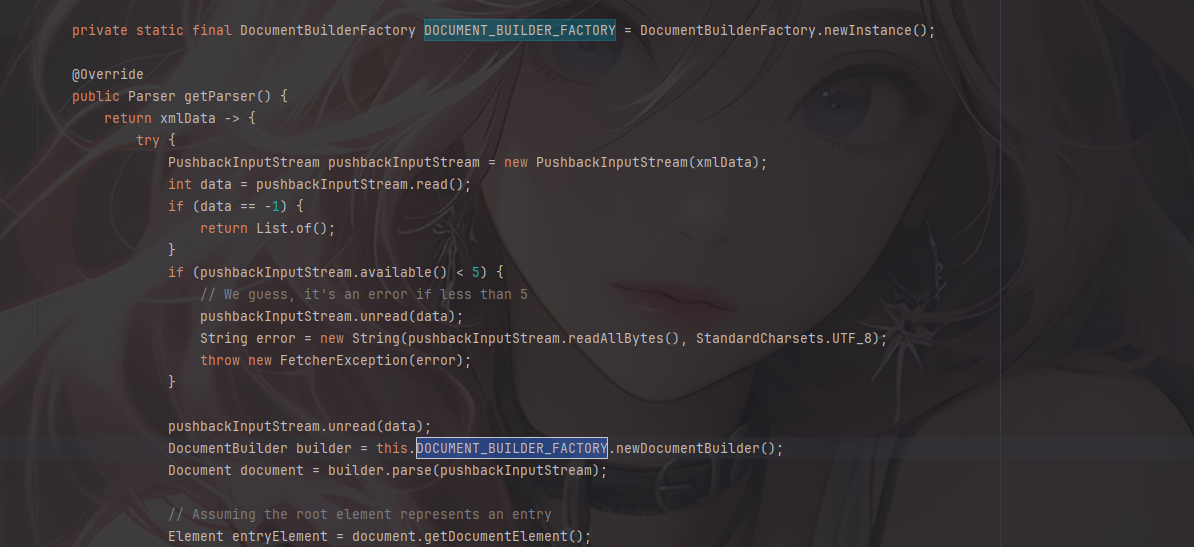 private static final DocumentBuilderFactory DOCUMENT_BUILDER_FACTORY = DocumentBuilderFactory.newInstance();
@Override
public Parser getParser() {
return xmlData -> {
try {
PushbackInputStream pushbackInputStream = new PushbackInputStream(xmlData);
int data = pushbackInputStream.read();
if (data == -1) {
return List.of();
}
if (pushbackInputStream.available() < 5) {
// We guess, it's an error if less than 5
pushbackInputStream.unread(data);
String error = new String(pushbackInputStream.readAllBytes(), StandardCharsets.UTF_8);
throw new FetcherException(error);
}
pushbackInputStream.unread(data);
DocumentBuilder builder = this.DOCUMENT_BUILDER_FACTORY.newDocumentBuilder();
Document document = builder.parse(pushbackInputStream);
// Assuming the root element represents an entry
Element entryElement = document.getDocumentElement();